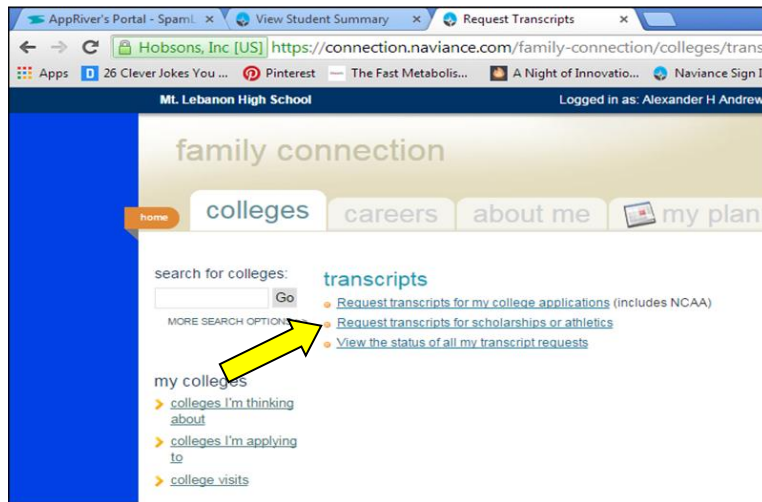 AppRiver's Portal - SpamL
View Student Summary
Request Transcripts
Hobsons, Inc [US] https://connection.naviance.com/family-connection/colleges/trans
Apps
26 Clever Jokes You ...
Pinterest
The Fast Metabolis...
A Night of Innovatio...
Naviance Sign I
Mt. Lebanon High School
Logged in as: Alexander H Andrew
family connection
home
colleges
careers
about me
my plan
search for colleges:
Go
MORE SEARCH
transcripts
Request transcripts for my college applications (includes NCAA)
Request transcripts for scholarships or athletics
View the status of all my transcript requests
my colleges
colleges I'm thinking
about
colleges I'm applying
to
college visits